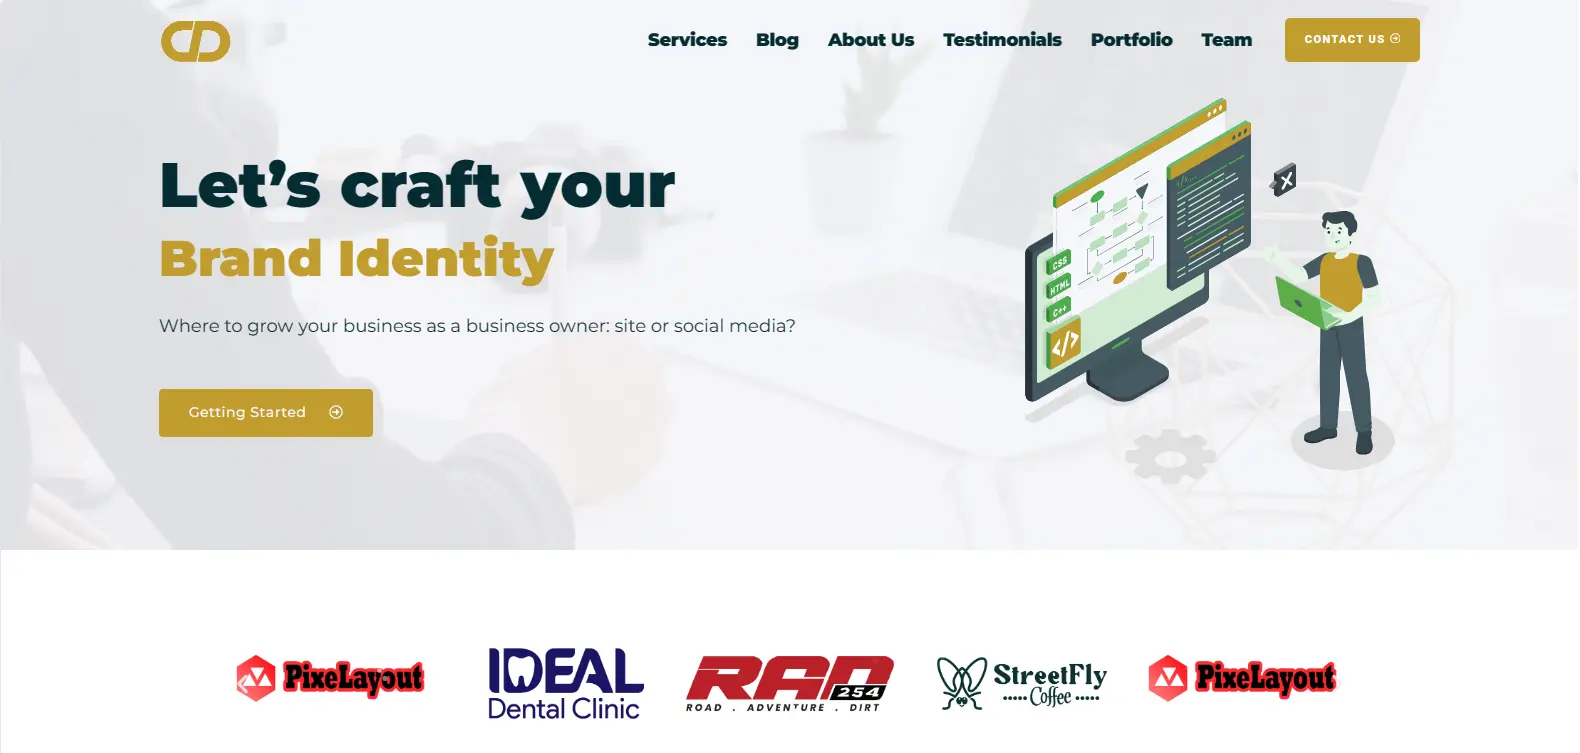 Services Blog About Us Testimonials Portfolio Team CONTACT US
Let’s craft your
Brand Identity
Where to grow your business as a business owner: site or social media?
Getting Started
CSS
HTML
C++
</>
X
PixeLayout
IDEAL
Dental Clinic
RAD
254
ROAD . ADVENTURE . DIRT
StreetFly
Coffee
PixeLayout